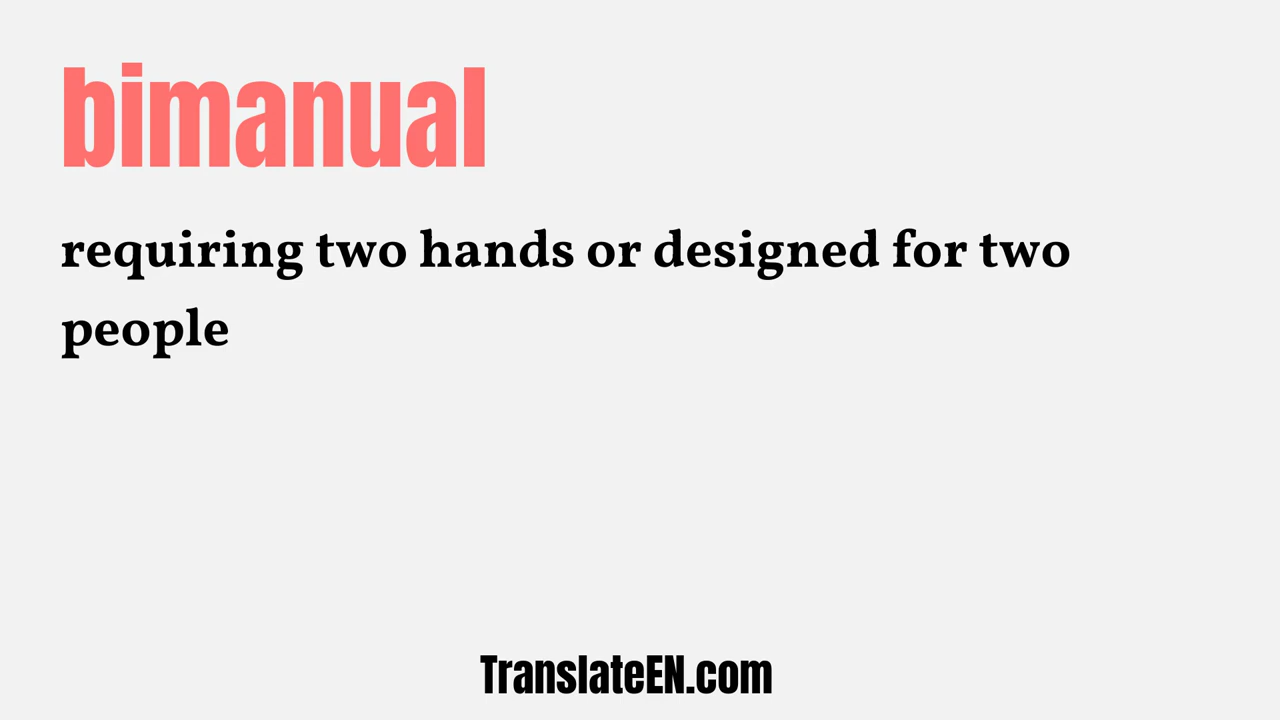 bimanual
requiring two hands or designed for two
people
TranslateEN.com